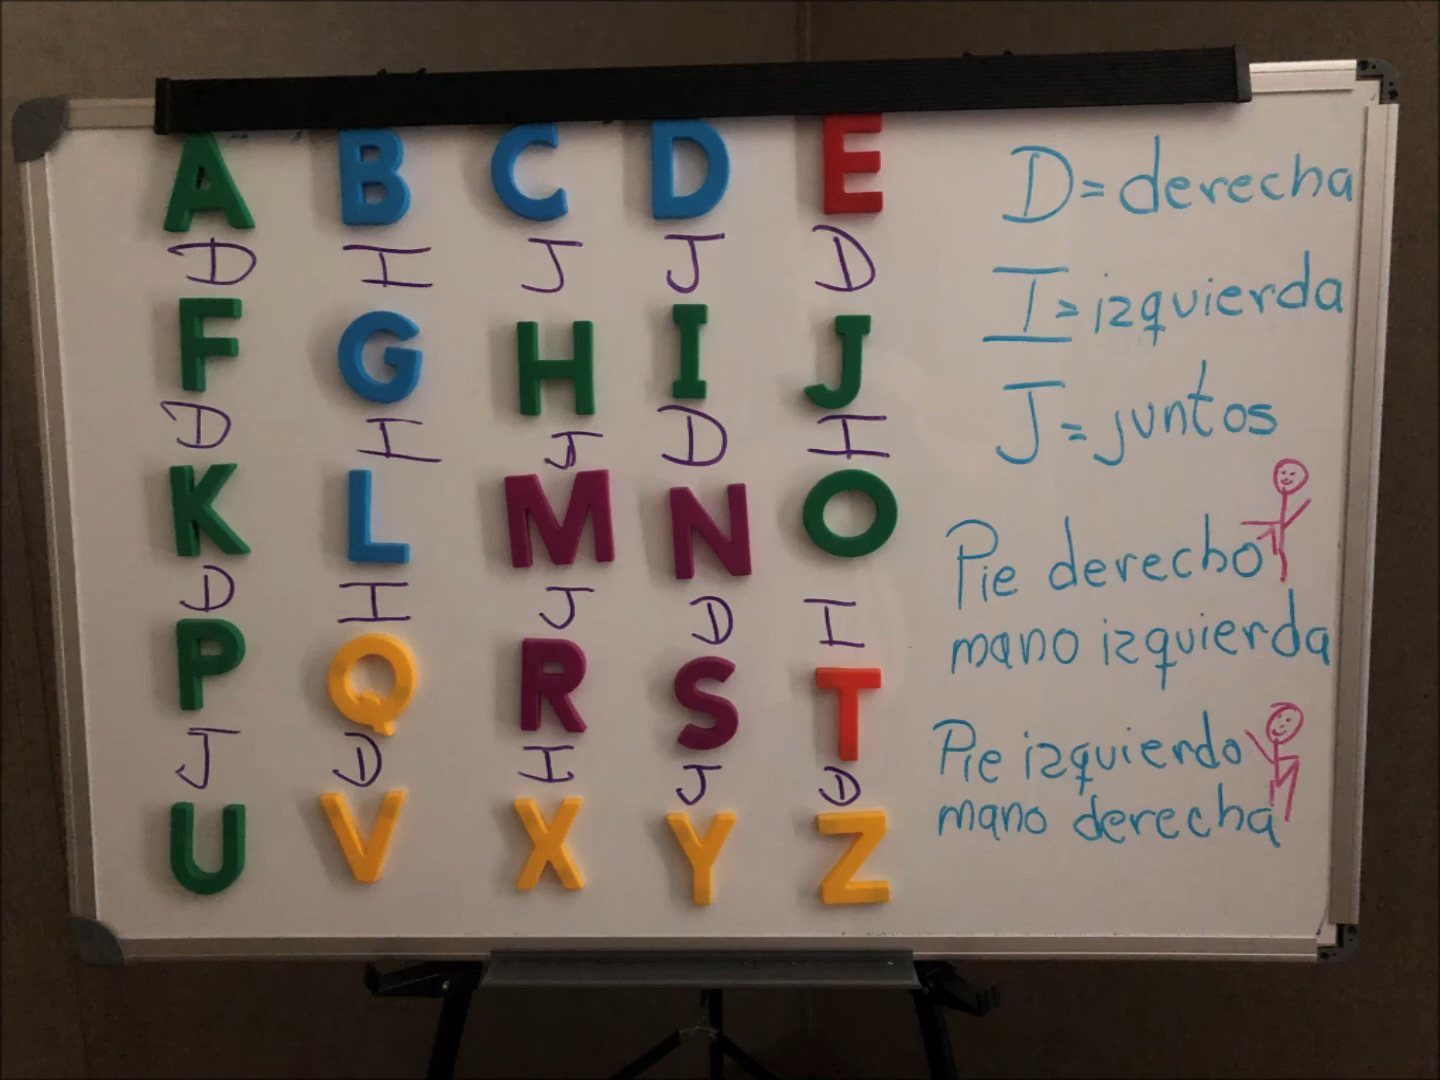 A B C D E
D I J J D
F G H I J
D I J D I
K L M N O
D I J D I
P Q R S T
J D I J D
U V X Y Z
D = derecha
I = izquierda
J = juntos
Pie derecho
mano izquierda
Pie izquierdo
mano derecha